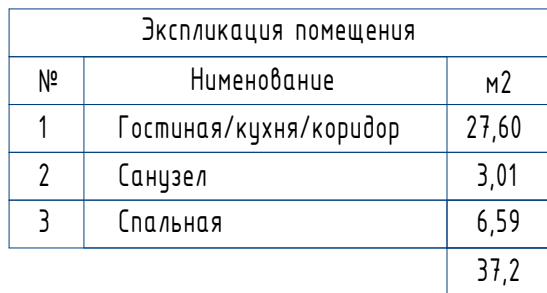 Экспликация помещения
№ Нименование м2
1 Гостиная/кухня/коридор 27,60
2 Санузел 3,01
3 Спальная 6,59
37,2